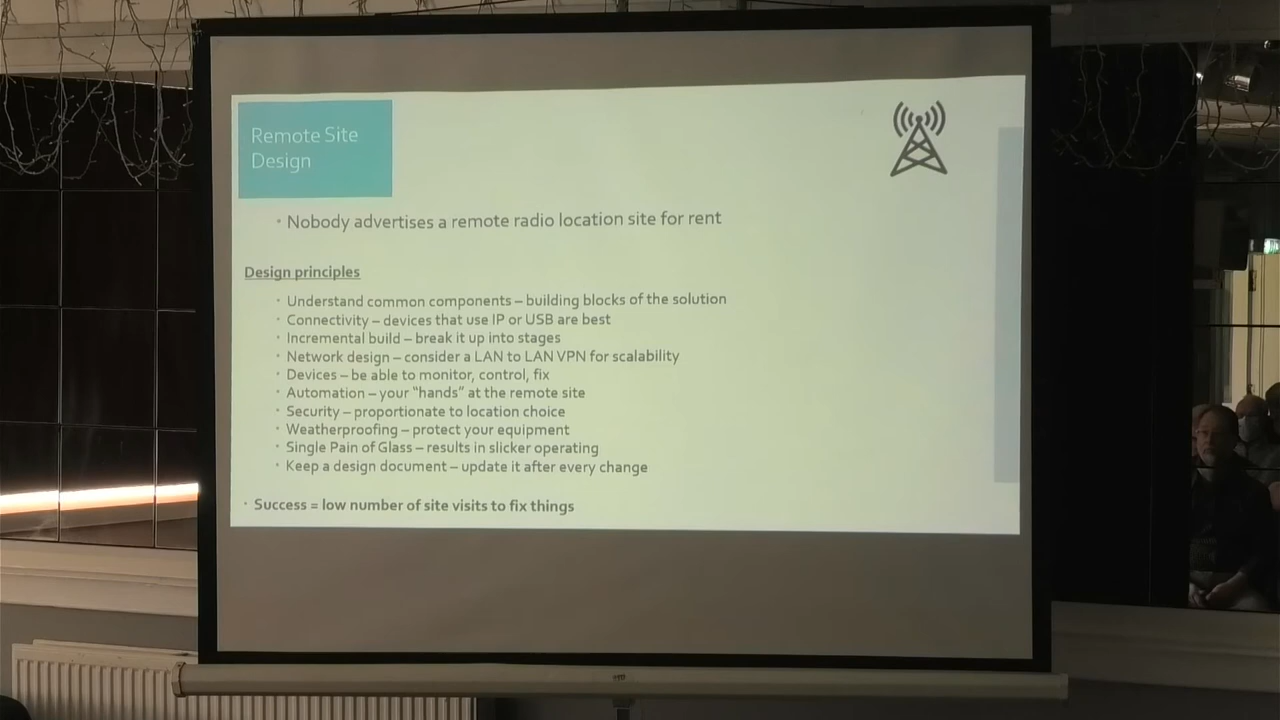 Remote Site
Design
• Nobody advertises a remote radio location site for rent
Design principles
• Understand common components – building blocks of the solution
• Connectivity – devices that use IP or USB are best
• Incremental build – break it up into stages
• Network design – consider a LAN to LAN VPN for scalability
• Devices – be able to monitor, control, fix
• Automation – your “hands” at the remote site
• Security – proportionate to location choice
• Weatherproofing – protect your equipment
• Single Pain of Glass – results in slicker operating
• Keep a design document – update it after every change
• Success = low number of site visits to fix things